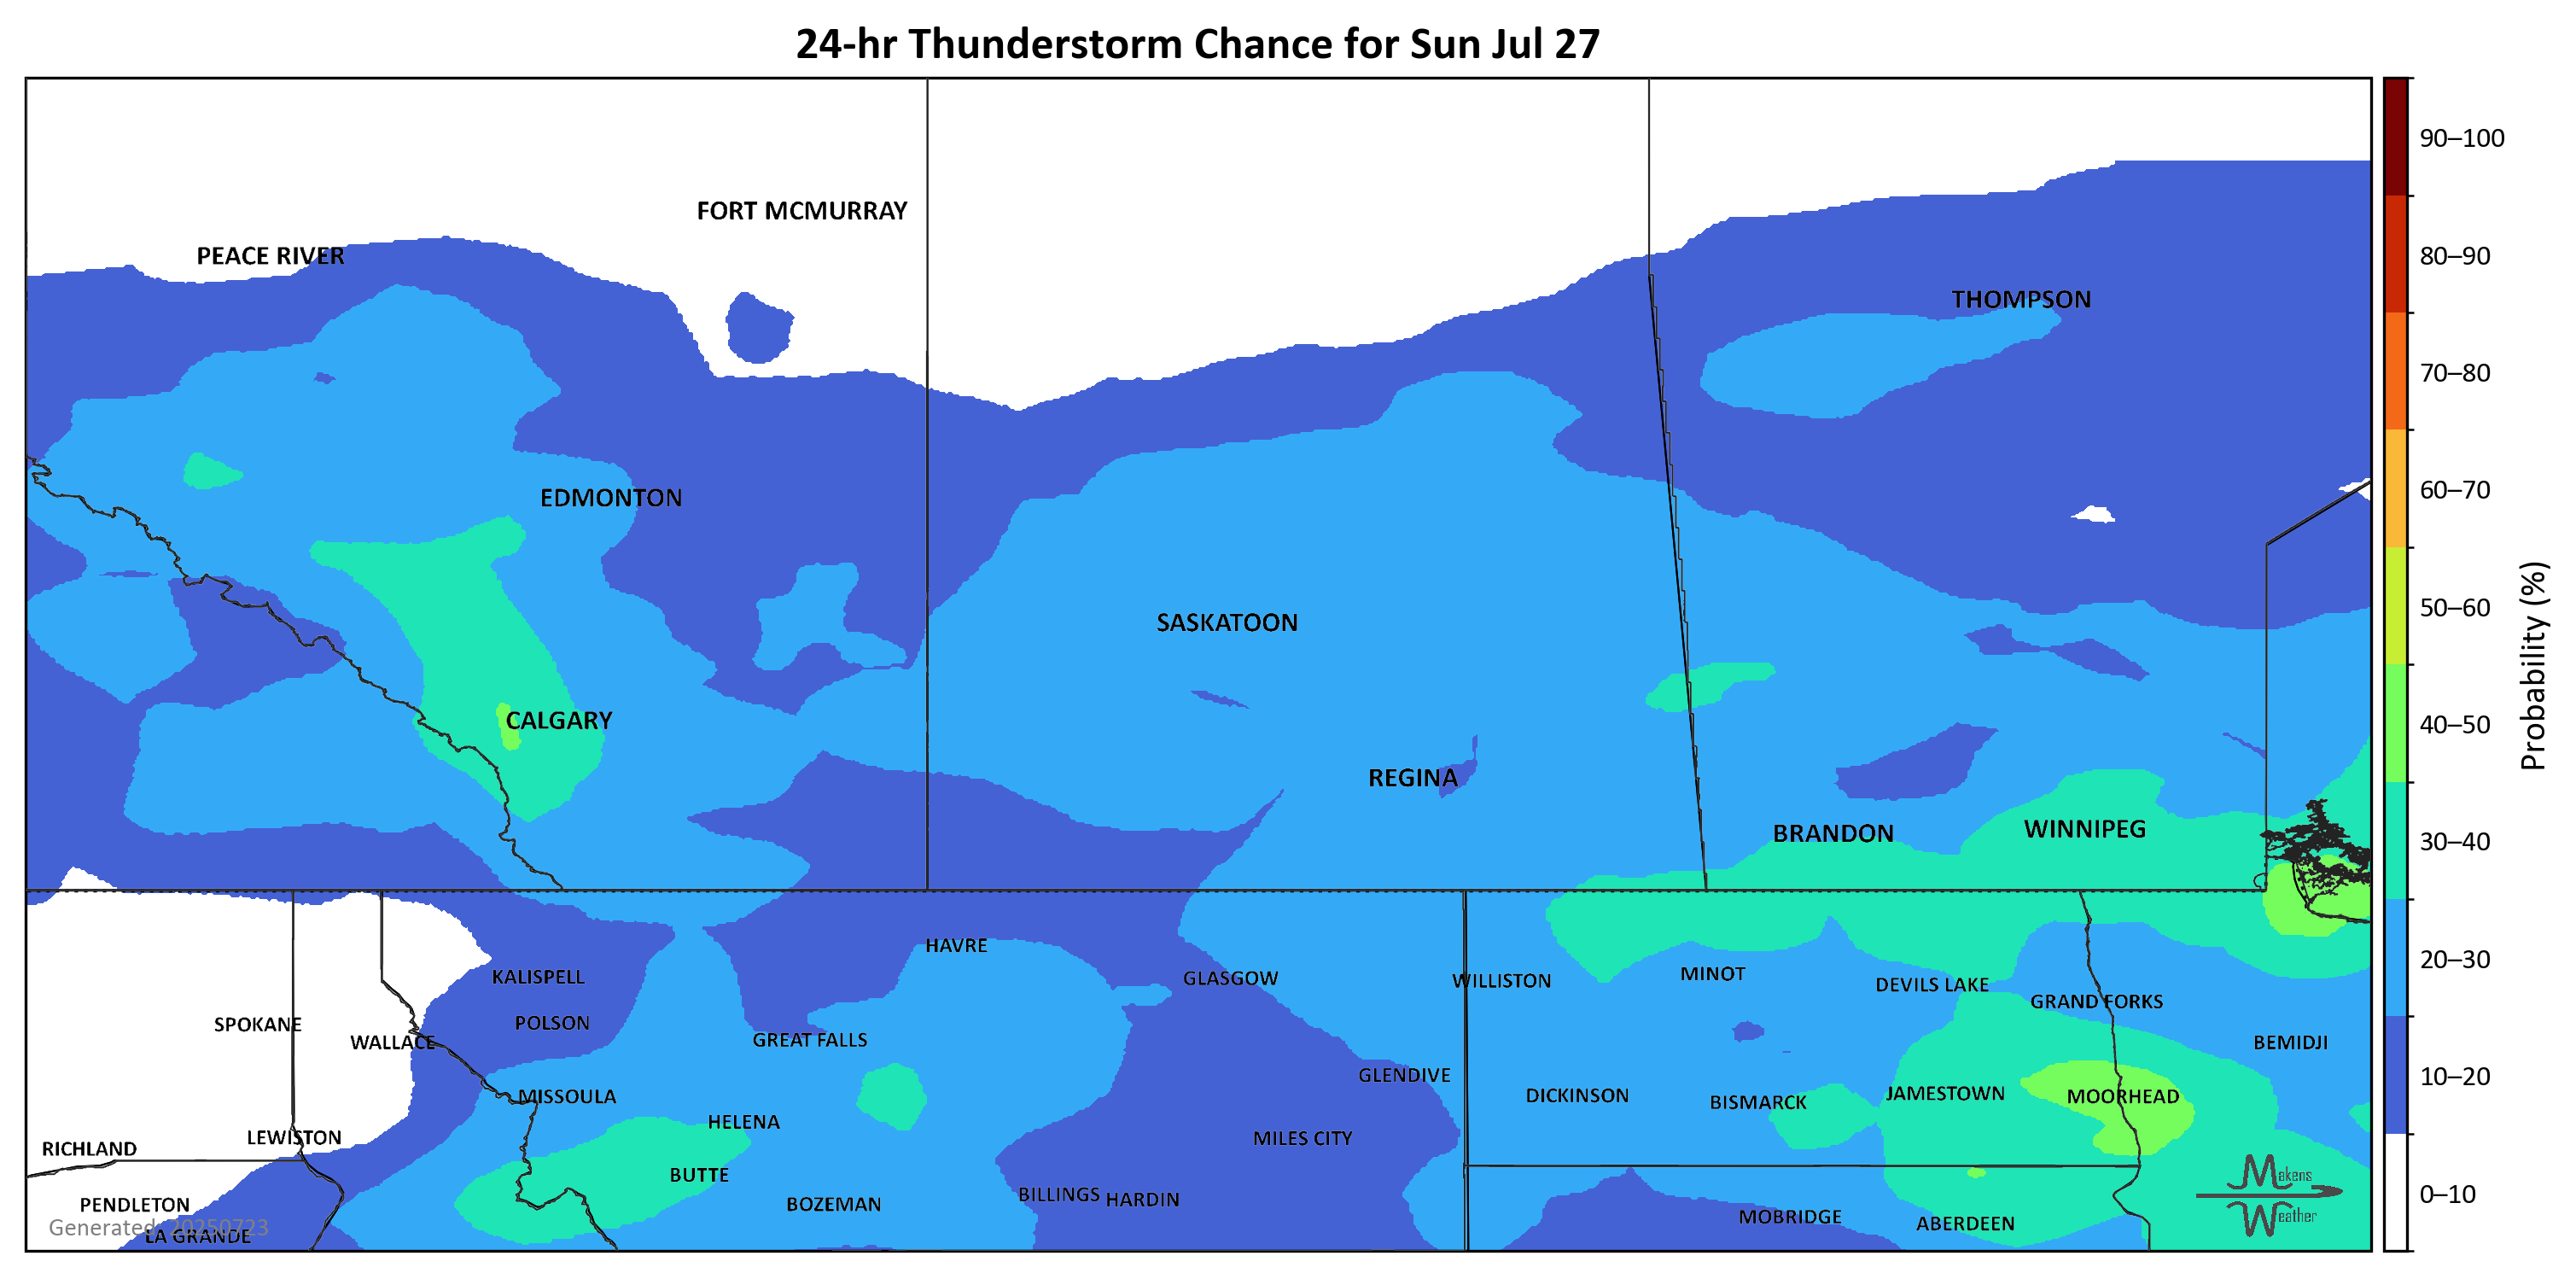 24-hr Thunderstorm Chance for Sun Jul 27
90–100
FORT MCMURRAY
PEACE RIVER
80–90
THOMPSON
70–80
60–70
EDMONTON
50–60
SASKATOON
Probability (%)
CALGARY
40–50
REGINA
BRANDON
WINNIPEG
30–40
HAVRE
20–30
KALISPELL
GLASGOW
WILLISTON
MINOT
DEVILS LAKE
GRAND FORKS
SPOKANE
POLSON
WALLACE
GREAT FALLS
BEMIDJI
10–20
GLENDIVE
MISSOULA
DICKINSON
BISMARCK
JAMESTOWN
MOORHEAD
HELENA
LEWISTON
MILES CITY
RICHLAND
BUTTE
Makens
Weather
0–10
PENDLETON
BOZEMAN
BILLINGS
HARDIN
MOBRIDGE
ABERDEEN
Generated: 20250723
LA GRANDE